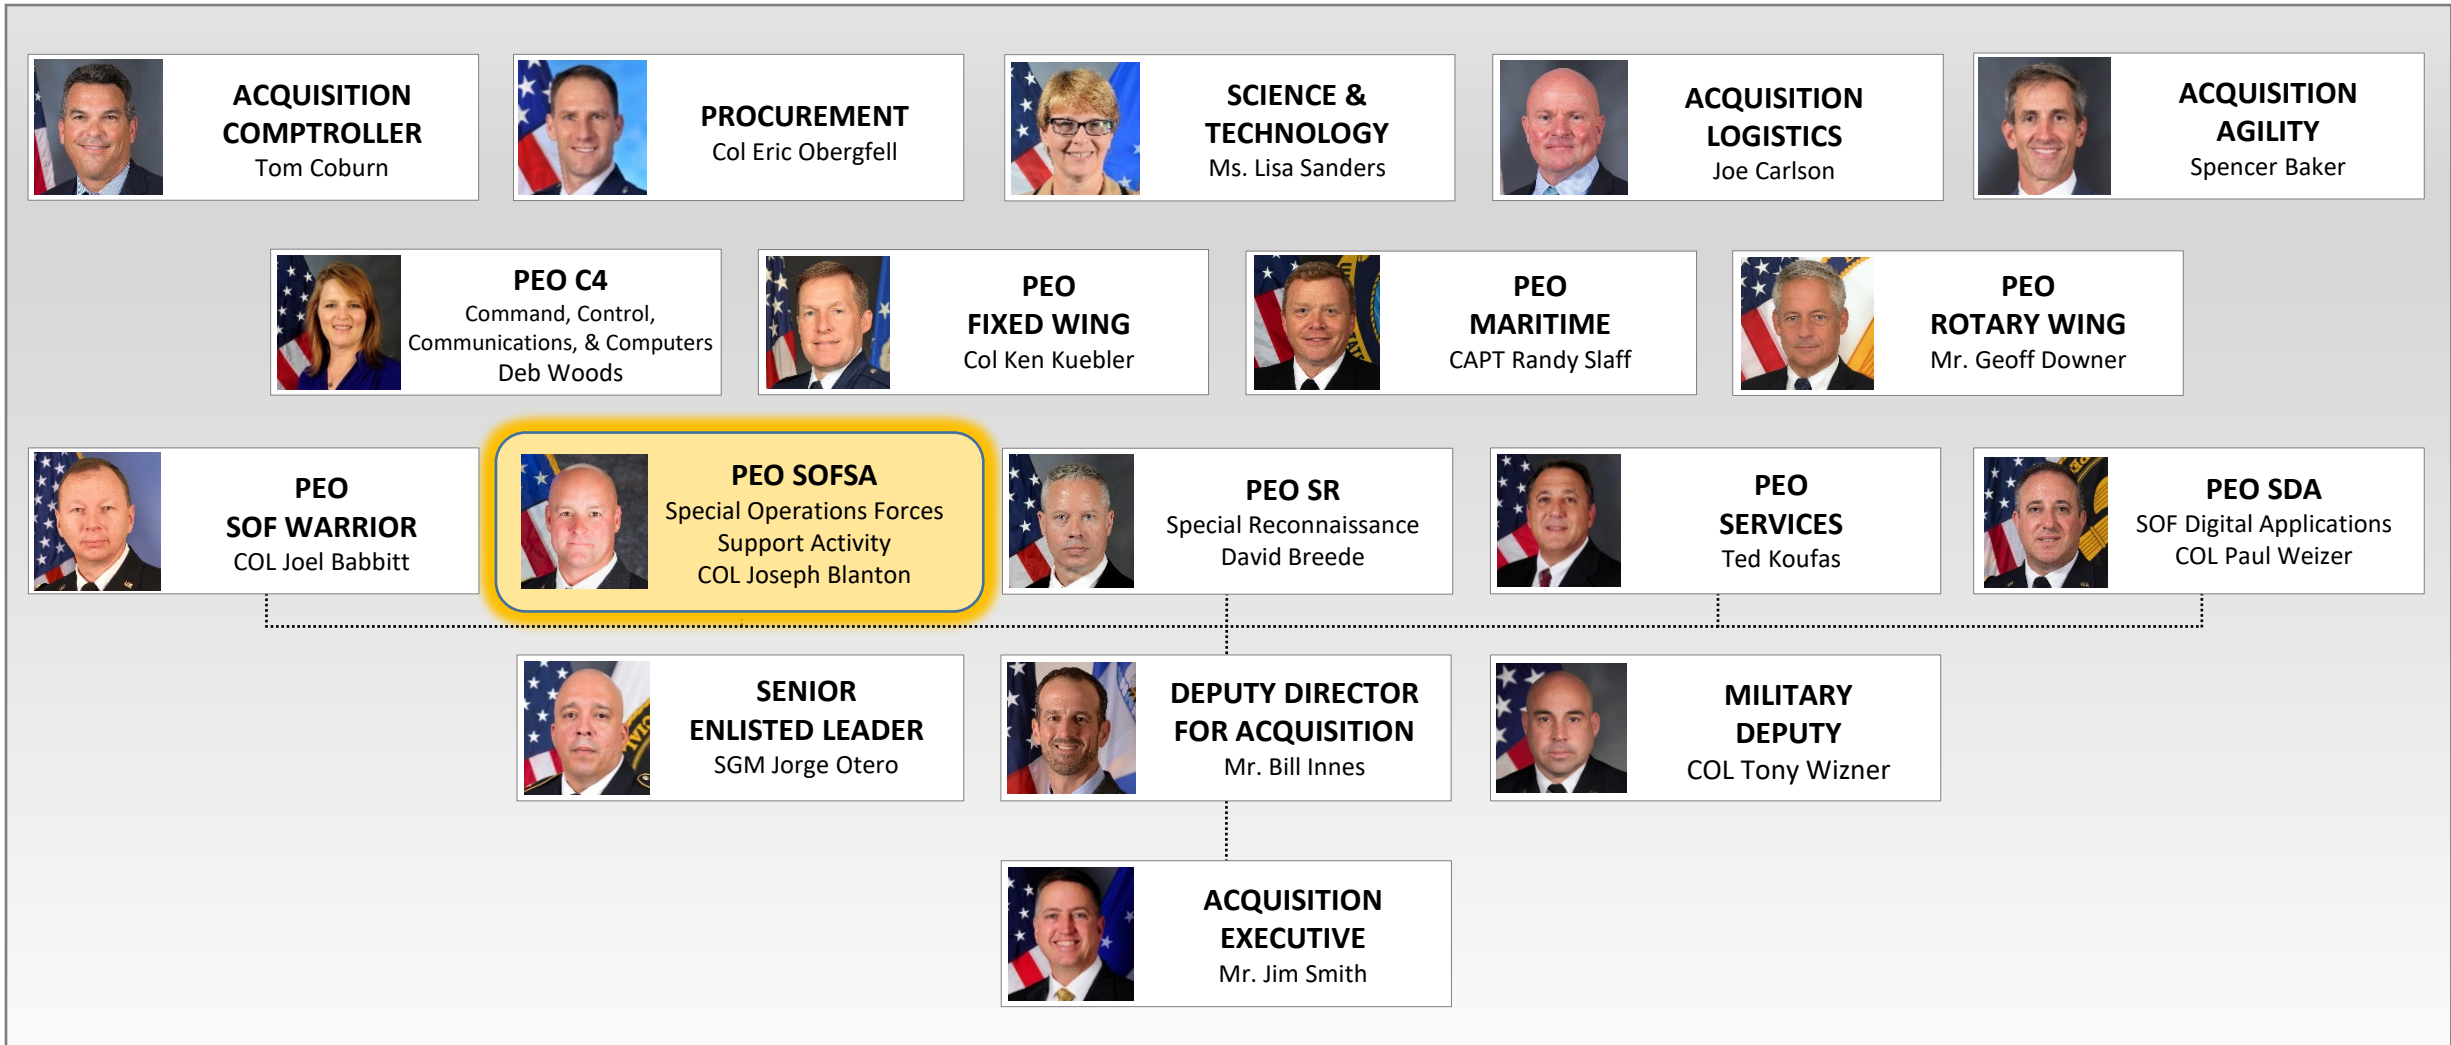 ACQUISITION
COMPTROLLER
Tom Coburn
PROCUREMENT
Col Eric Obergfell
SCIENCE &
TECHNOLOGY
Ms. Lisa Sanders
ACQUISITION
LOGISTICS
Joe Carlson
ACQUISITION
AGILITY
Spencer Baker
PEO C4
Command, Control,
Communications, & Computers
Deb Woods
PEO
FIXED WING
Col Ken Kuebler
PEO
MARITIME
CAPT Randy Slaff
PEO
ROTARY WING
Mr. Geoff Downer
PEO
SOF WARRIOR
COL Joel Babbitt
PEO SOFSA
Special Operations Forces
Support Activity
COL Joseph Blanton
PEO SR
Special Reconnaissance
David Breede
PEO
SERVICES
Ted Koufas
PEO SDA
SOF Digital Applications
COL Paul Weizer
SENIOR
ENLISTED LEADER
SGM Jorge Otero
DEPUTY DIRECTOR
FOR ACQUISITION
Mr. Bill Innes
MILITARY
DEPUTY
COL Tony Wizner
ACQUISITION
EXECUTIVE
Mr. Jim Smith